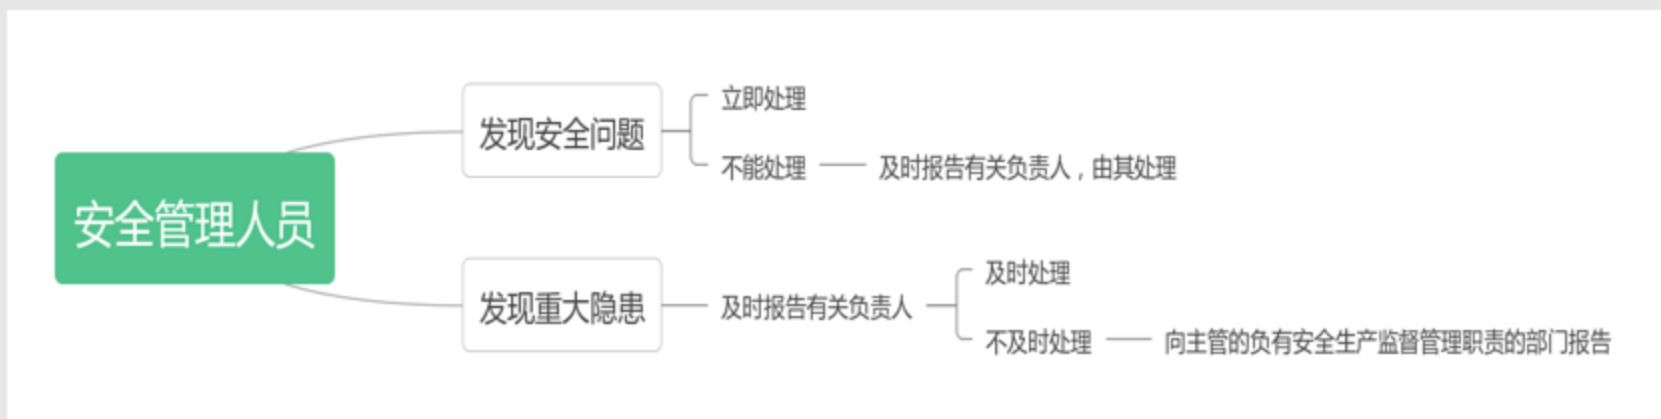 安全管理人员
发现安全问题
立即处理
不能处理
及时报告有关负责人，由其处理
发现重大隐患
及时报告有关负责人
及时处理
不及时处理
向主管的负有安全生产监督管理职责的部门报告